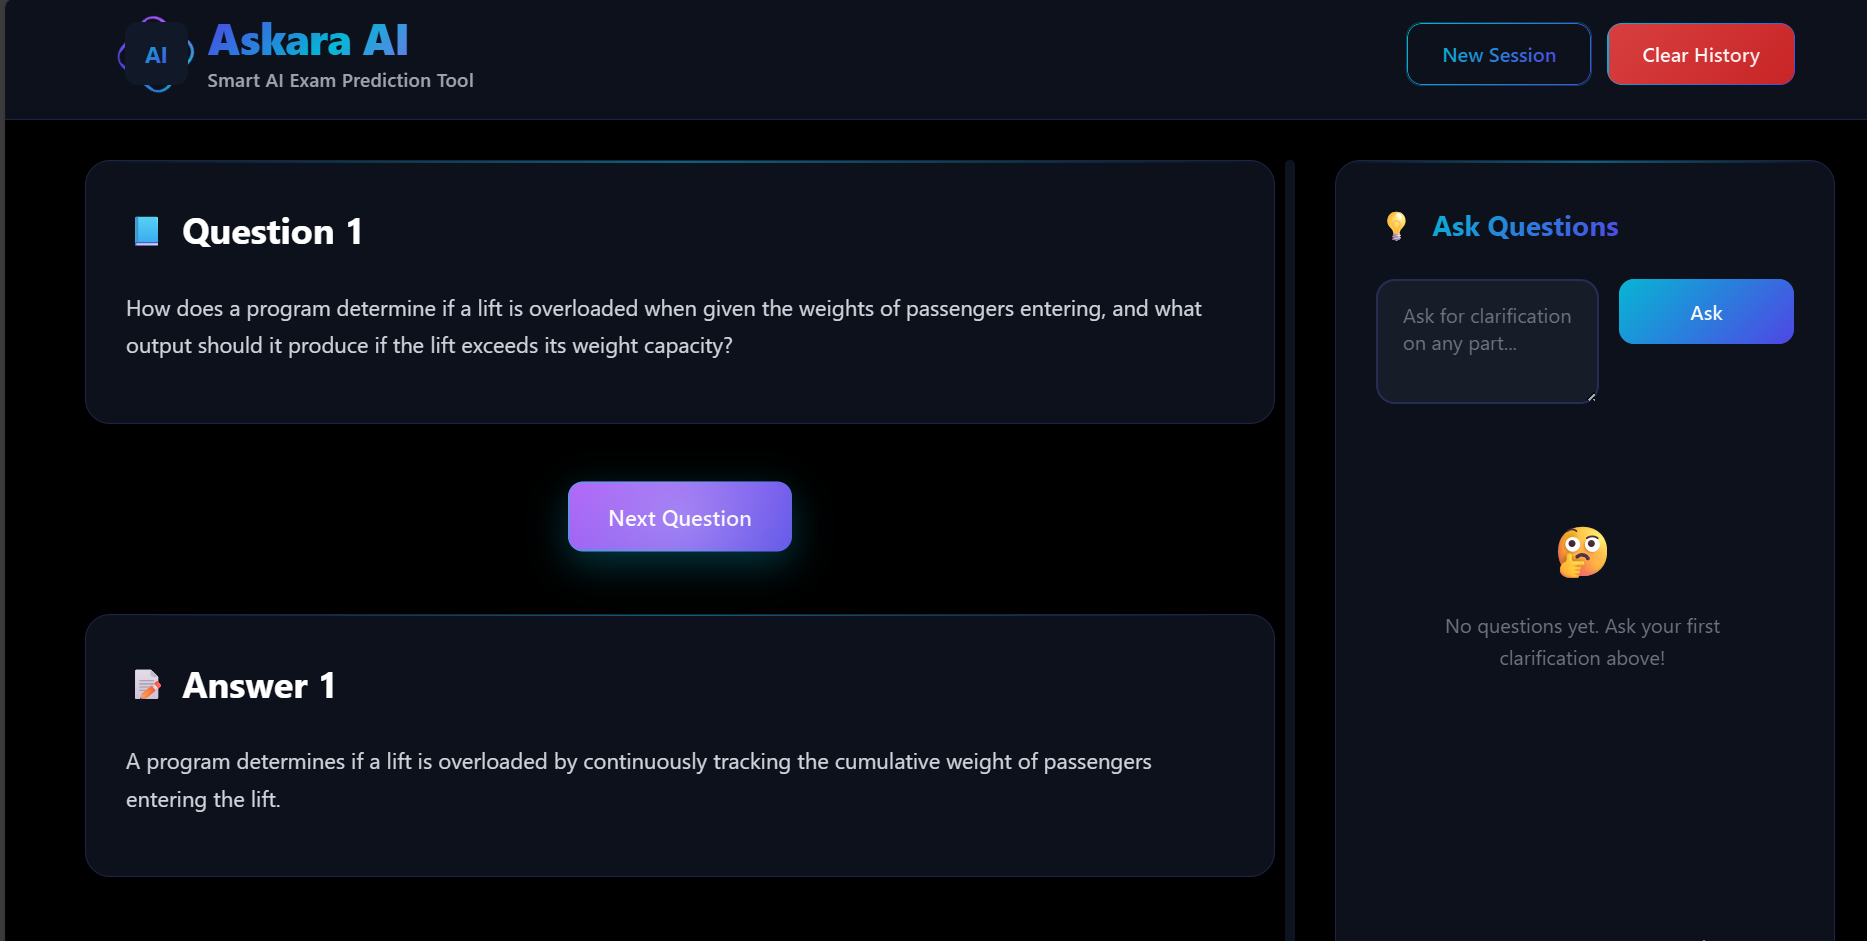 AI
Askara AI
Smart AI Exam Prediction Tool
New Session
Clear History
Question 1
How does a program determine if a lift is overloaded when given the weights of passengers entering, and what
output should it produce if the lift exceeds its weight capacity?
Next Question
Answer 1
A program determines if a lift is overloaded by continuously tracking the cumulative weight of passengers
entering the lift.
Ask Questions
Ask for clarification
on any part...
Ask
No questions yet. Ask your first
clarification above!